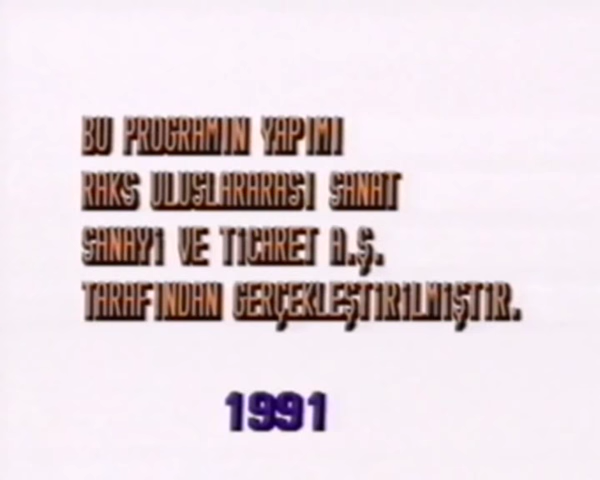 BU PROGRAMIN YAPIMI
RAKS ULUSLARARASI SANAT
SANAYİ VE TİCARET A.Ş.
TARAFINDAN GERÇEKLEŞTİRİLMİŞTİR.
1991